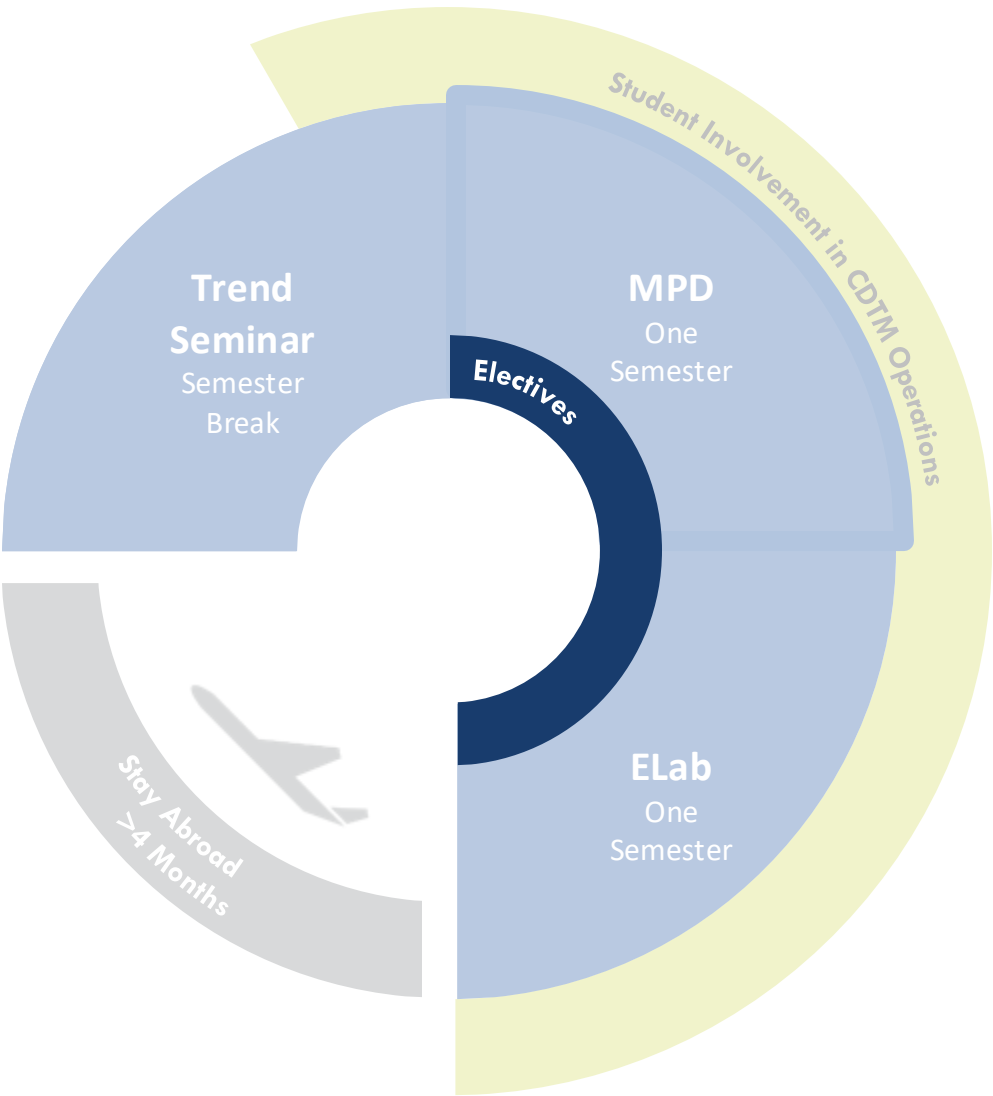 Student Involvement in CDTM Operations
Trend
Seminar
Semester
Break
MPD
One
Semester
Electives
ELab
One
Semester
Stay Abroad
>4 Months